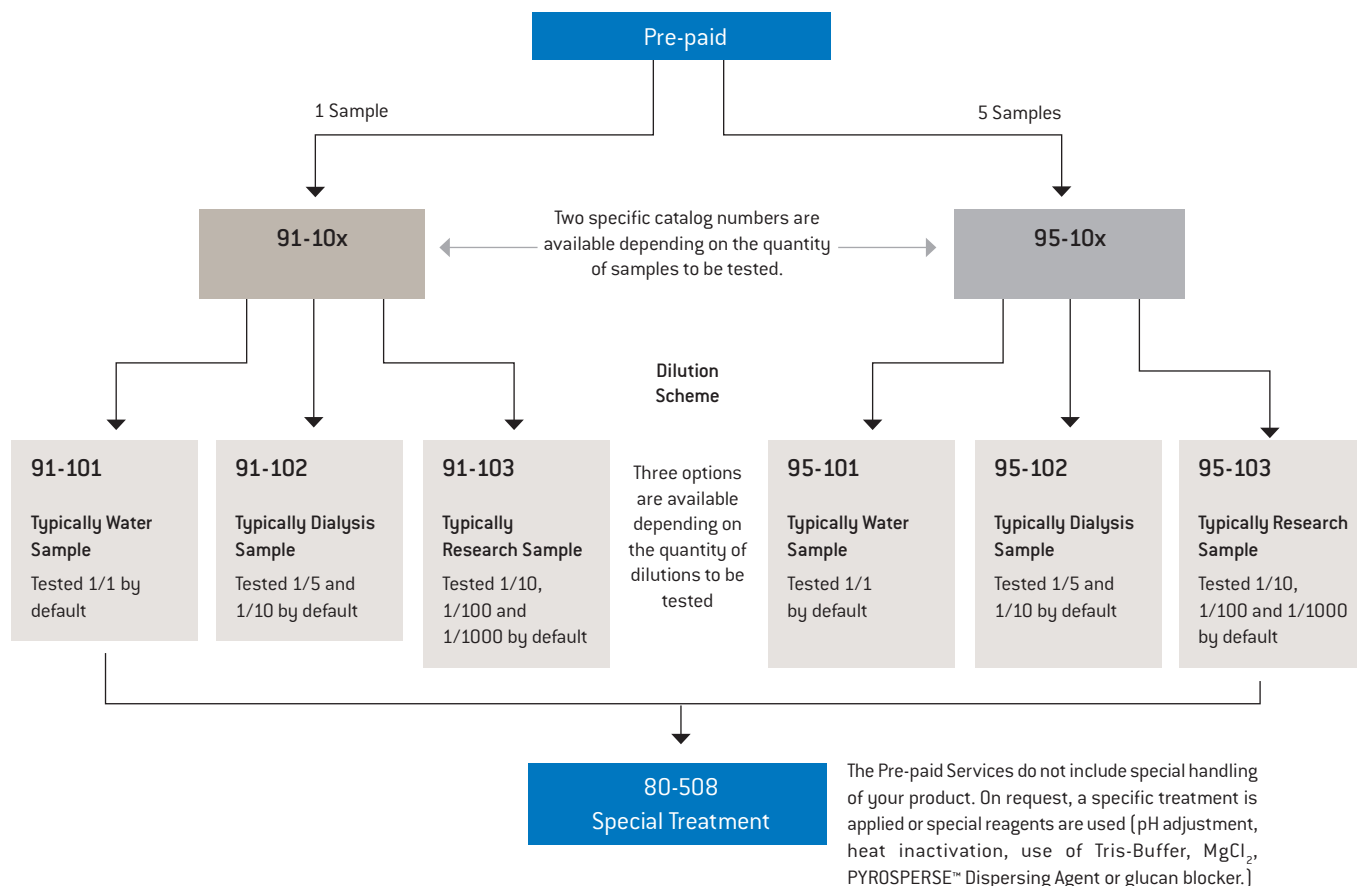 Pre-paid
1 Sample
5 Samples
91-10x
Two specific catalog numbers are
available depending on the quantity
of samples to be tested.
95-10x
Dilution
Scheme
91-101
Typically Water
Sample
Tested 1/1 by
default
91-102
Typically Dialysis
Sample
Tested 1/5 and
1/10 by default
91-103
Typically
Research Sample
Tested 1/10,
1/100 and
1/1000 by default
Three options
are available
depending on
the quantity of
dilutions to be
tested
95-101
Typically Water
Sample
Tested 1/1
by default
95-102
Typically Dialysis
Sample
Tested 1/5 and
1/10 by default
95-103
Typically Research
Sample
Tested 1/10,
1/100 and 1/1000
by default
80-508
Special Treatment
The Pre-paid Services do not include special handling
of your product. On request, a specific treatment is
applied or special reagents are used (pH adjustment,
heat inactivation, use of Tris-Buffer, MgCl₂,
PYROSPERSE™ Dispersing Agent or glucan blocker.)